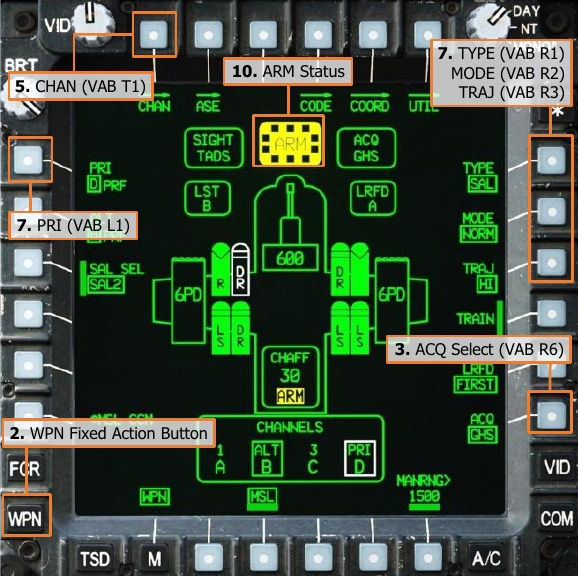 VID
DAY
NT
7. TYPE (VAB R1)
MODE (VAB R2)
TRAJ (VAB R3)
BRT
10. ARM Status
5. CHAN (VAB T1)
CHAN
ASE
CODE
COORD
UTIL
*
SIGHT
TADS
ARM
ACQ
GHS
PRI
D PRF
TYPE
SAL
LST
B
LRFD
A
7. PRI (VAB L1)
MODE
NORM
SAL SEL
SAL2
600
R
D R
D R
R
TRAJ
HI
6PD
6PD
TRAIN
L S
D R
L S
L S
3. ACQ Select (VAB R6)
CHAFF
30
ARM
LRFD
FIRST
2. WPN Fixed Action Button
CHANNELS
ACQ
GHS
1
A
ALT
B
3
C
PRI
D
FCR
VID
WPN
MSL
MANRNG>
1500
WPN
COM
TSD
M
A/C